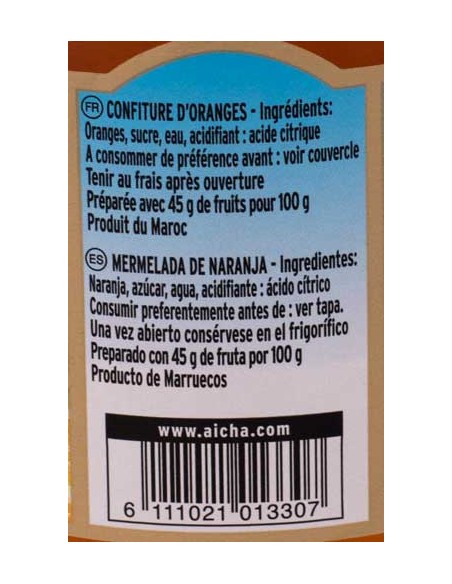 FR CONFITURE D'ORANGES - Ingrédients:
Oranges, sucre, eau, acidifiant : acide citrique
A consommer de préférence avant : voir couvercle
Tenir au frais après ouverture
Préparée avec 45 g de fruits pour 100 g
Produit du Maroc
ES MERMELADA DE NARANJA - Ingredientes:
Naranja, azúcar, agua, acidifiante : ácido cítrico
Consumir preferentemente antes de : ver tapa.
Una vez abierto consérvese en el frigorífico
Preparado con 45 g de fruta por 100 g
Producto de Marruecos
www.aicha.com
6 111021 013307